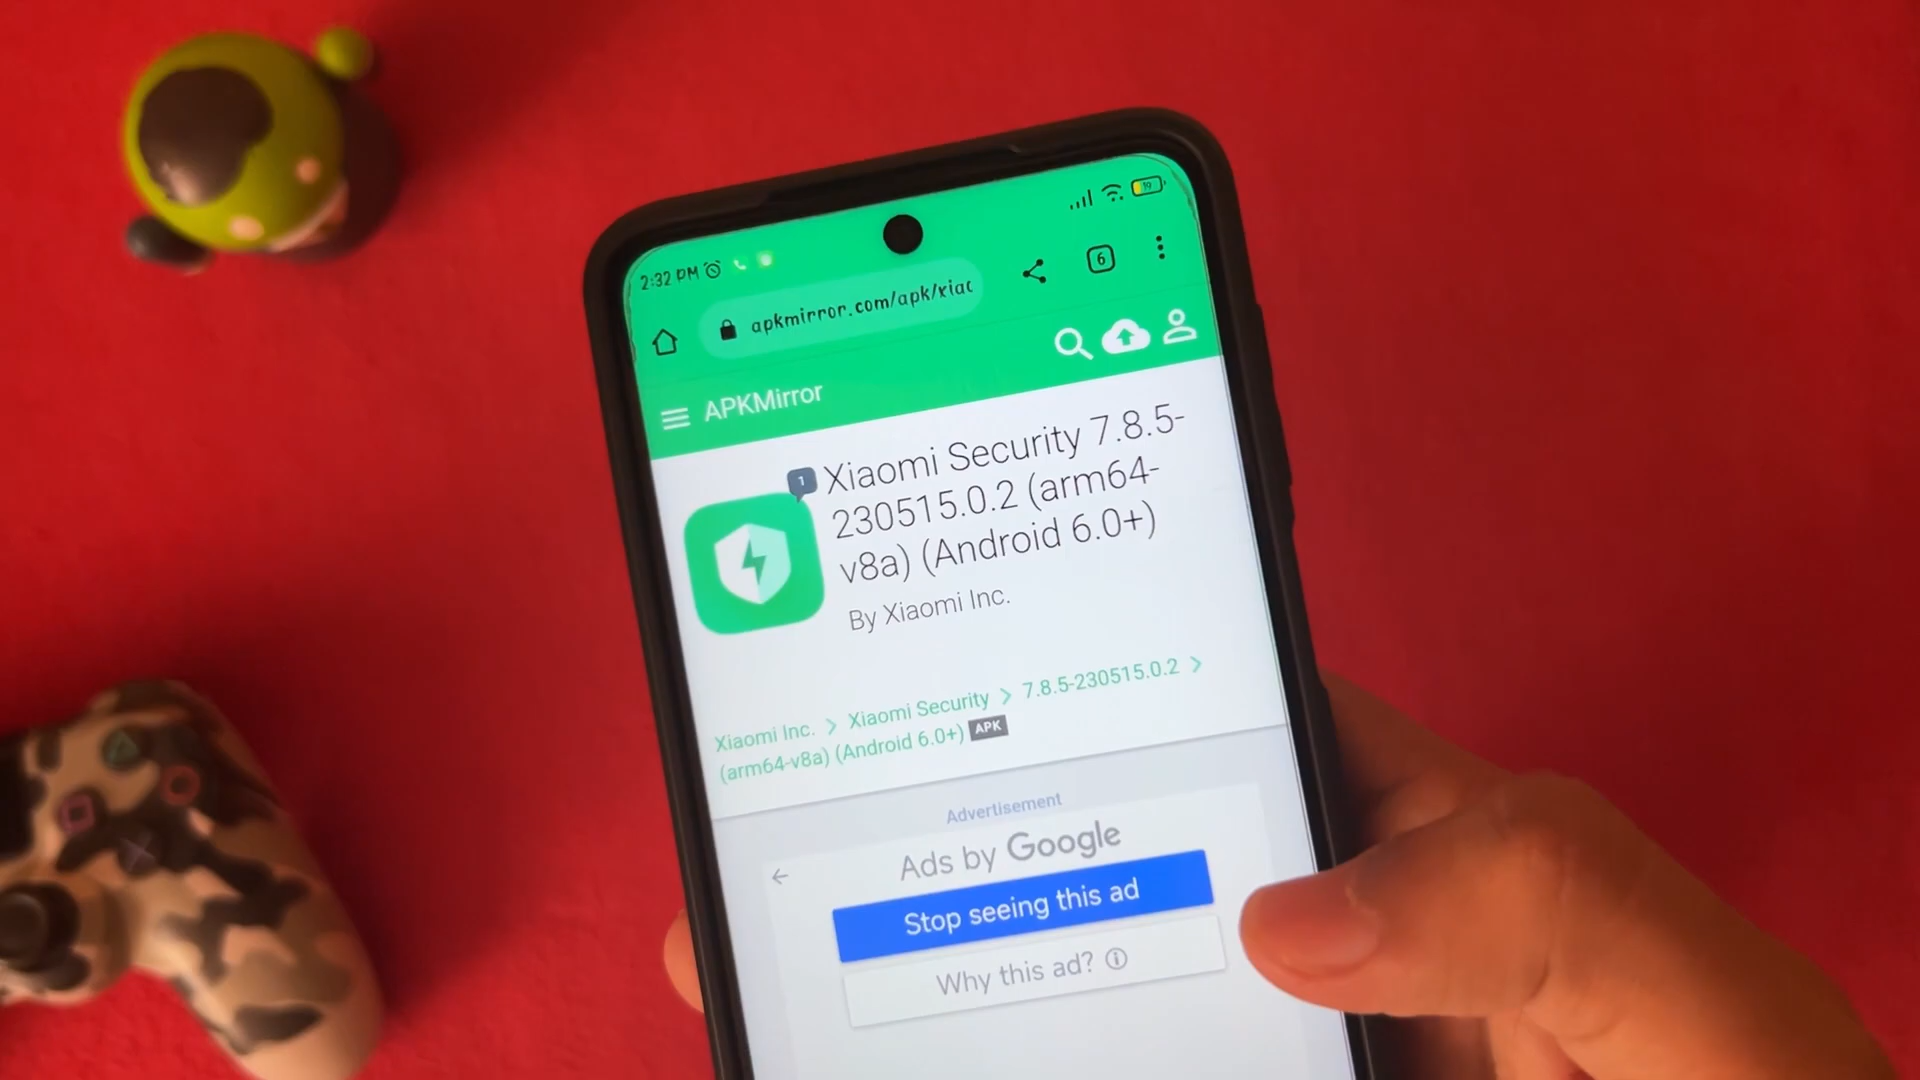 2:32 PM
19
apkmirror.com/apk/xiac
6
APKMirror
1
Xiaomi Security 7.8.5-
230515.0.2 (arm64-
v8a) (Android 6.0+)
By Xiaomi Inc.
Xiaomi Inc. > Xiaomi Security > 7.8.5-230515.0.2 >
(arm64-v8a) (Android 6.0+) APK
Advertisement
Ads by Google
Stop seeing this ad
Why this ad?